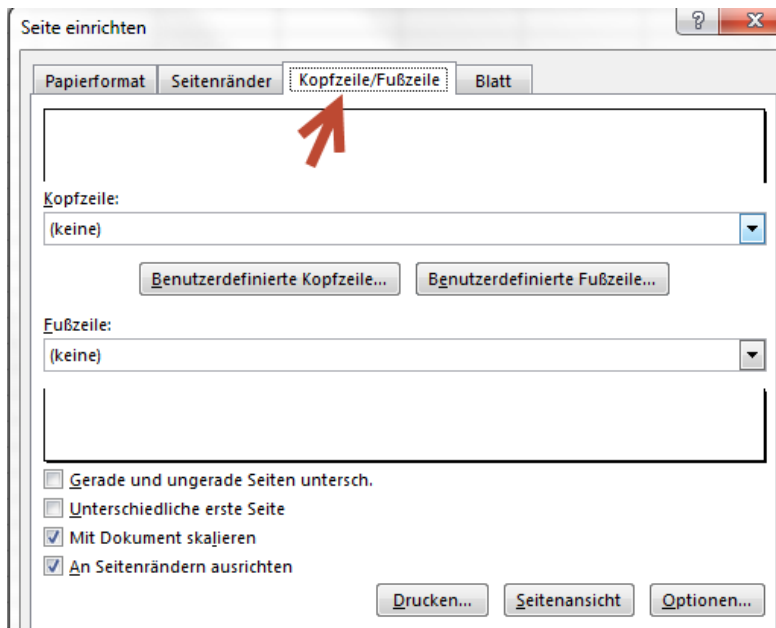 Seite einrichten
Papierformat Seitenränder Kopfzeile/Fußzeile Blatt
Kopfzeile:
(keine)
Benutzerdefinierte Kopfzeile... Benutzerdefinierte Fußzeile...
Fußzeile:
(keine)
Gerade und ungerade Seiten untersch.
Unterschiedliche erste Seite
Mit Dokument skalieren
An Seitenrändern ausrichten
Drucken... Seitenansicht Optionen...